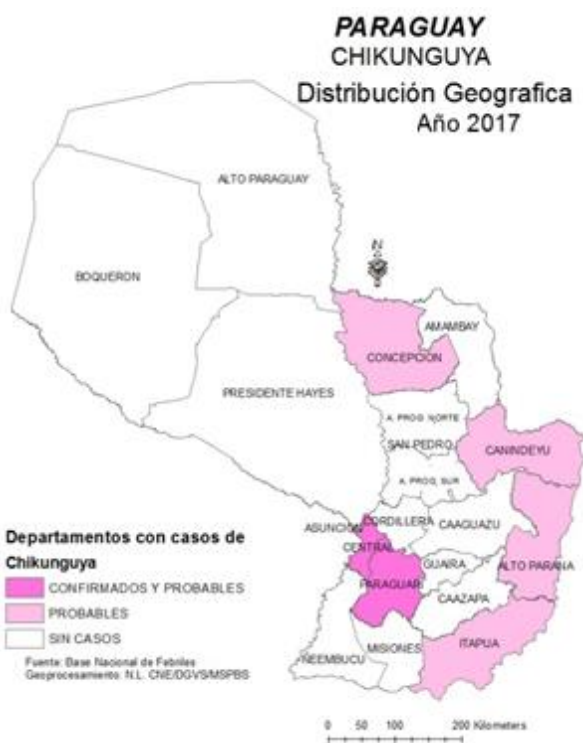 PARAGUAY
CHIKUNGUYA
Distribución Geografica
Año 2017
ALTO PARAGUAY
N
BOQUERON
AMAMBAY
CONCEPCION
PRESIDENTE HAYES
A. PROG. NORTE
SAN PEDRO
CANINDEYU
A. PROG. SUR
ASUNCION
CORDILLERA
CAAGUAZU
CENTRAL
GUAIRA
ALTO PARANA
PARAGUARI
CAAZAPA
ITAPUA
MISIONES
ÑEEMBUCU
Departamentos con casos de
Chikunguya
CONFIRMADOS Y PROBABLES
PROBABLES
SIN CASOS
Fuente: Base Nacional de Febriles
Geoprocesamiento: N.L. CNE/DGVS/MSPBS
0 50 100 200 Kilometers